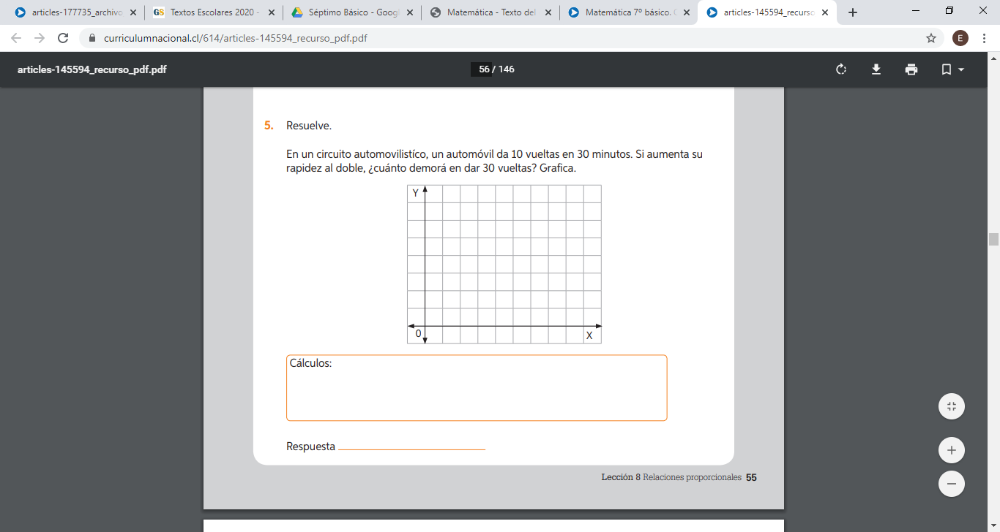 articles-177735_archivo
Textos Escolares 2020 -
Séptimo Básico - Googl
Matemática - Texto del
Matemática 7º básico. C
articles-145594_recurso
curriculumnacional.cl/614/articles-145594_recurso_pdf.pdf
E
articles-145594_recurso_pdf.pdf
56 / 146
5. Resuelve.
En un circuito automovilistíco, un automóvil da 10 vueltas en 30 minutos. Si aumenta su
rapidez al doble, ¿cuánto demorá en dar 30 vueltas? Grafica.
Y
0
X
Cálculos:
Respuesta
Lección 8 Relaciones proporcionales 55